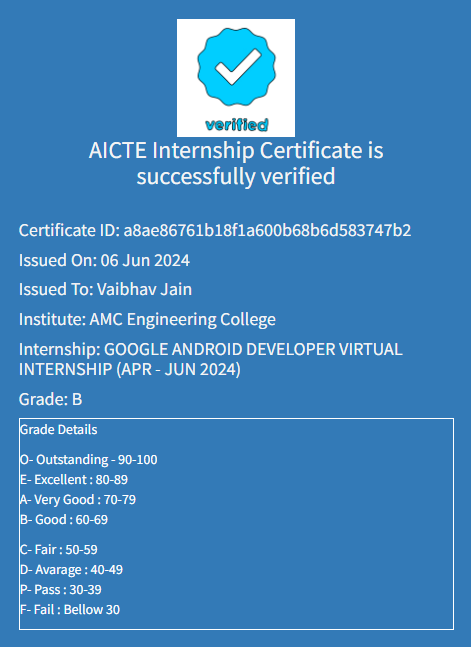 verified
AICTE Internship Certificate is
successfully verified
Certificate ID: a8ae86761b18f1a600b68b6d583747b2
Issued On: 06 Jun 2024
Issued To: Vaibhav Jain
Institute: AMC Engineering College
Internship: GOOGLE ANDROID DEVELOPER VIRTUAL
INTERNSHIP (APR - JUN 2024)
Grade: B
Grade Details
O- Outstanding - 90-100
E- Excellent : 80-89
A- Very Good : 70-79
B- Good : 60-69
C- Fair : 50-59
D- Avarage : 40-49
P- Pass : 30-39
F- Fail : Bellow 30